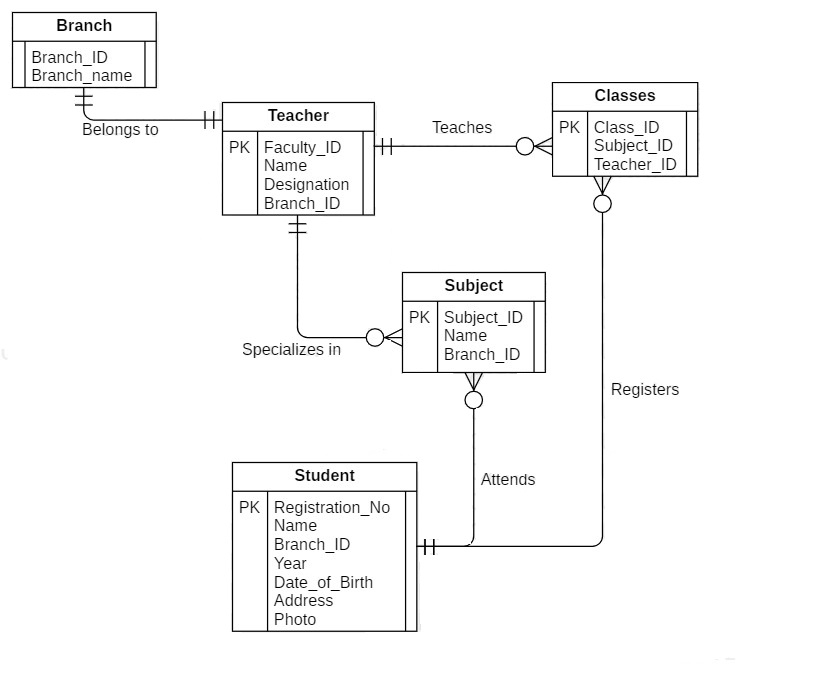 Branch
Branch_ID
Branch_name
Belongs to
Teacher
PK Faculty_ID
Name
Designation
Branch_ID
Teaches
Classes
PK Class_ID
Subject_ID
Teacher_ID
Specializes in
Subject
PK Subject_ID
Name
Branch_ID
Registers
Attends
Student
PK Registration_No
Name
Branch_ID
Year
Date_of_Birth
Address
Photo